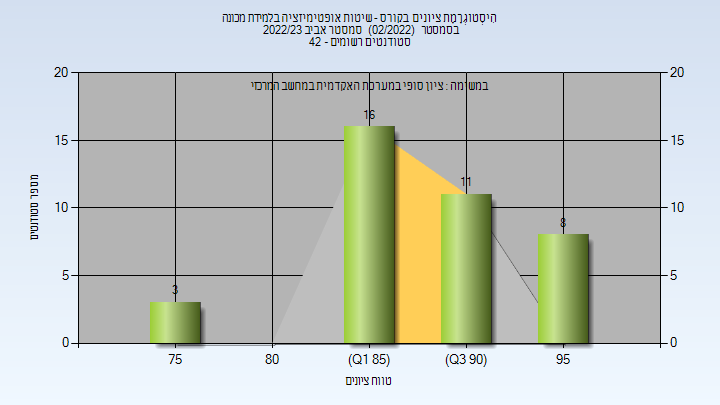 היסטוגרמת ציונים בקורס - שיטות אופטימיזציה בלמידת מכונה
בסמסטר (02/2022) סמסטר אביב 2022/23
סטודנטים רשומים - 42
במשימה : ציון סופי במערכת האקדמית במחשב המרכזי
20 20
16
15 15
מספר סטודנטים
11
10 10
8
5 5
3
0 0
75 80 (Q1 85) (Q3 90) 95
טווח ציונים